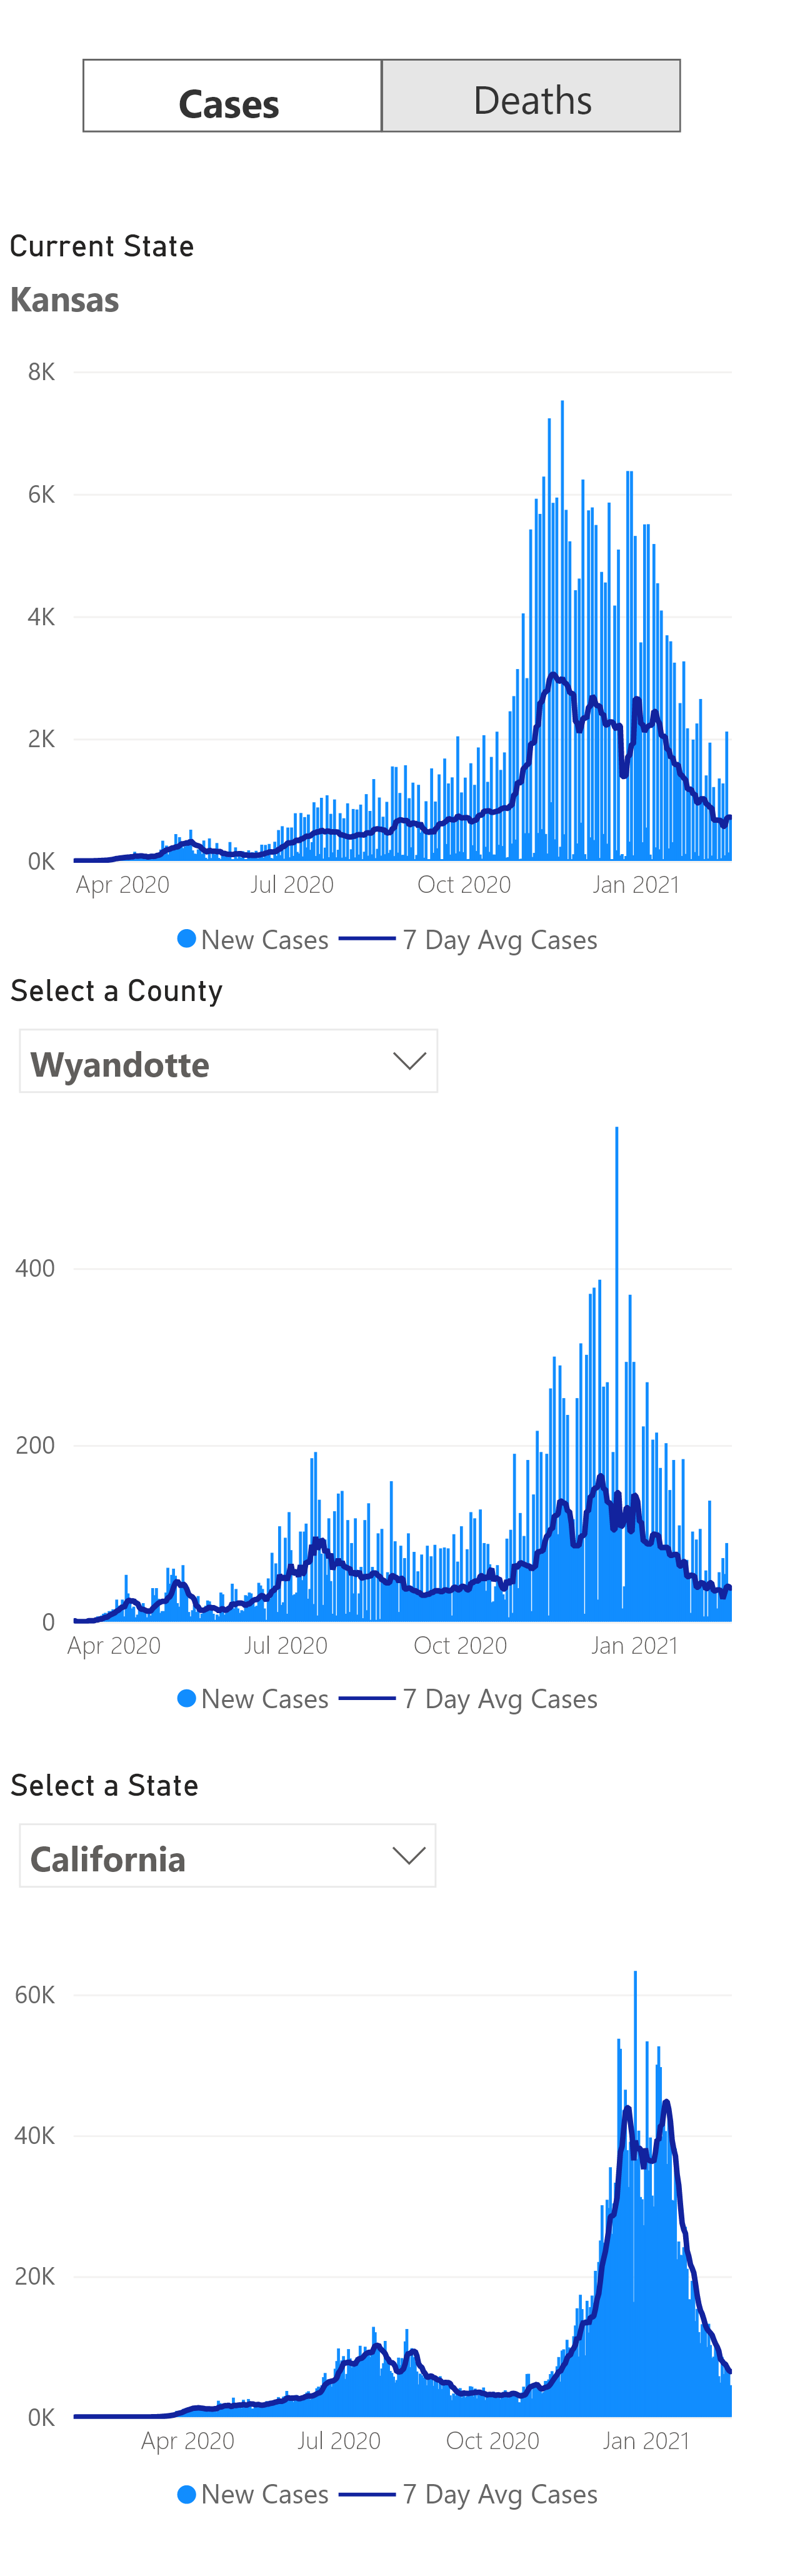 Cases Deaths
Current State
Kansas
8K
6K
4K
2K
0K
Apr 2020 Jul 2020 Oct 2020 Jan 2021
New Cases 7 Day Avg Cases
Select a County
Wyandotte
400
200
0
Apr 2020 Jul 2020 Oct 2020 Jan 2021
New Cases 7 Day Avg Cases
Select a State
California
60K
40K
20K
0K
Apr 2020 Jul 2020 Oct 2020 Jan 2021
New Cases 7 Day Avg Cases